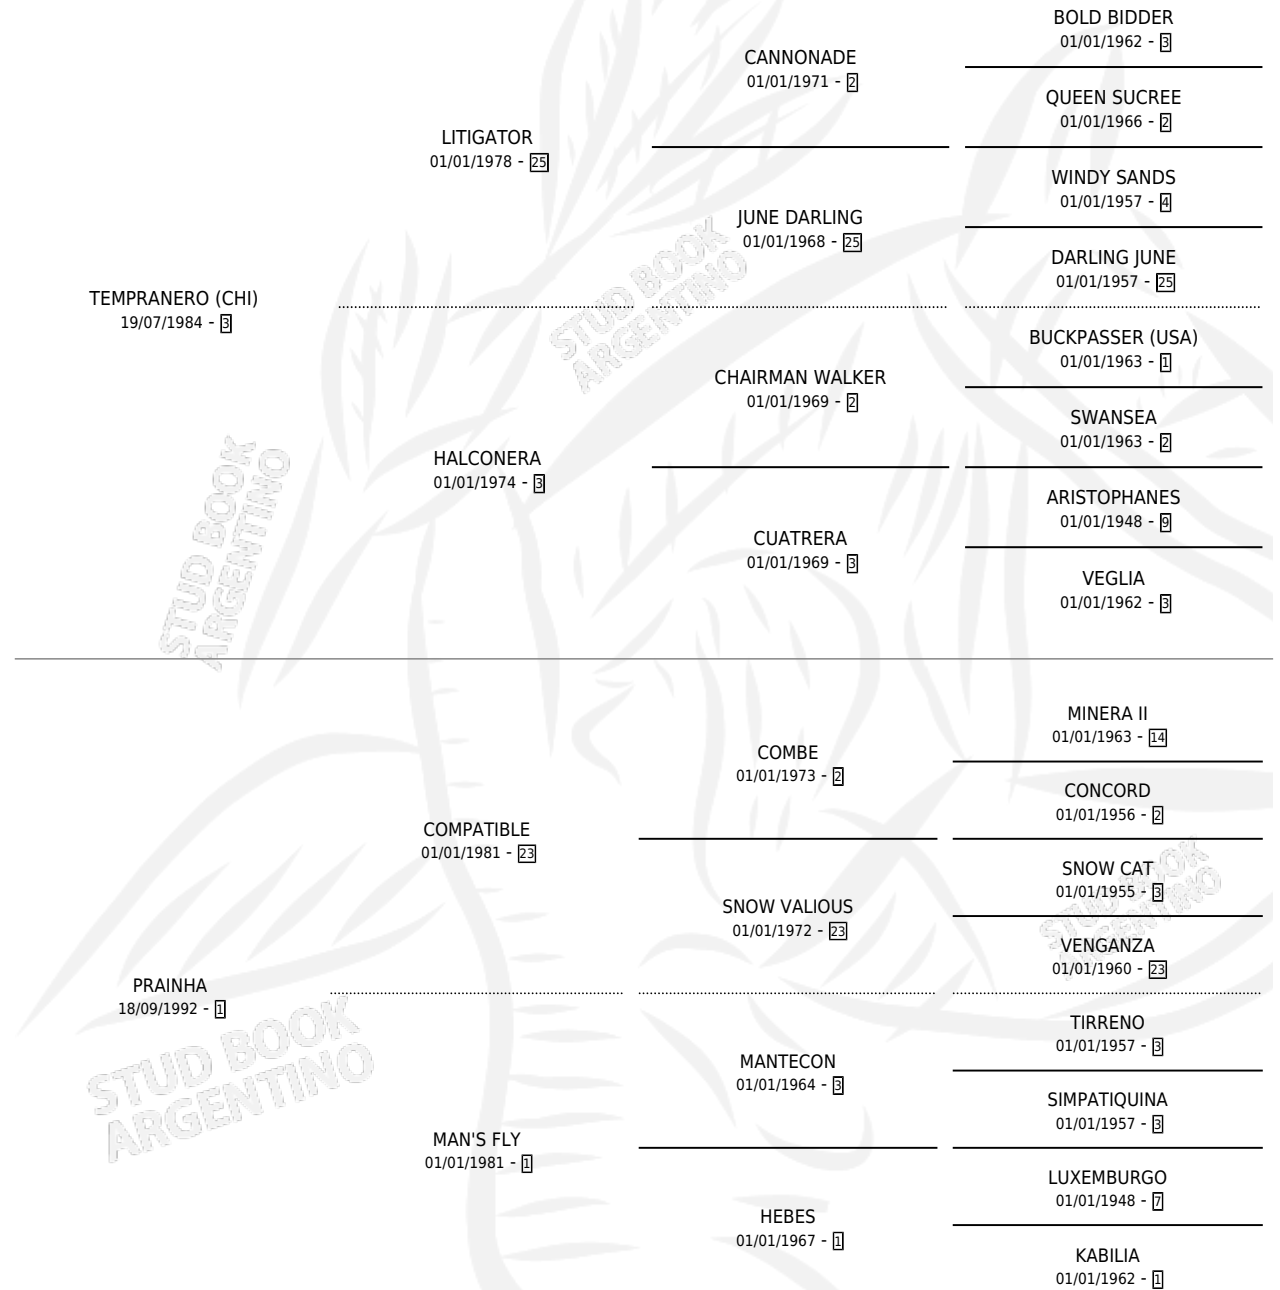 BOLD BIDDER
01/01/1962 - 3
CANNONADE
01/01/1971 - 2
QUEEN SUCREE
01/01/1966 - 2
LITIGATOR
01/01/1978 - 25
WINDY SANDS
01/01/1957 - 4
JUNE DARLING
01/01/1968 - 25
DARLING JUNE
01/01/1957 - 25
TEMPRANERO (CHI)
19/07/1984 - 3
STUD BOOK
ARGENTINO
BUCKPASSER (USA)
01/01/1963 - 1
CHAIRMAN WALKER
01/01/1969 - 2
SWANSEA
01/01/1963 - 2
HALCONERA
01/01/1974 - 3
ARISTOPHANES
01/01/1948 - 9
CUATRERA
01/01/1969 - 3
VEGLIA
01/01/1962 - 3
STUD BOOK
ARGENTINO
MINERA II
01/01/1963 - 14
COMBE
01/01/1973 - 2
CONCORD
01/01/1956 - 2
COMPATIBLE
01/01/1981 - 23
SNOW CAT
01/01/1955 - 3
SNOW VALIOUS
01/01/1972 - 23
VENGANZA
01/01/1960 - 23
STUD BOOK
ARGENTINO
PRAINHA
18/09/1992 - 1
TIRRENO
01/01/1957 - 3
MANTECON
01/01/1964 - 3
SIMPATIQUINA
01/01/1957 - 3
STUD BOOK
ARGENTINO
MAN'S FLY
01/01/1981 - 1
LUXEMBURGO
01/01/1948 - 7
HEBES
01/01/1967 - 1
KABILIA
01/01/1962 - 1